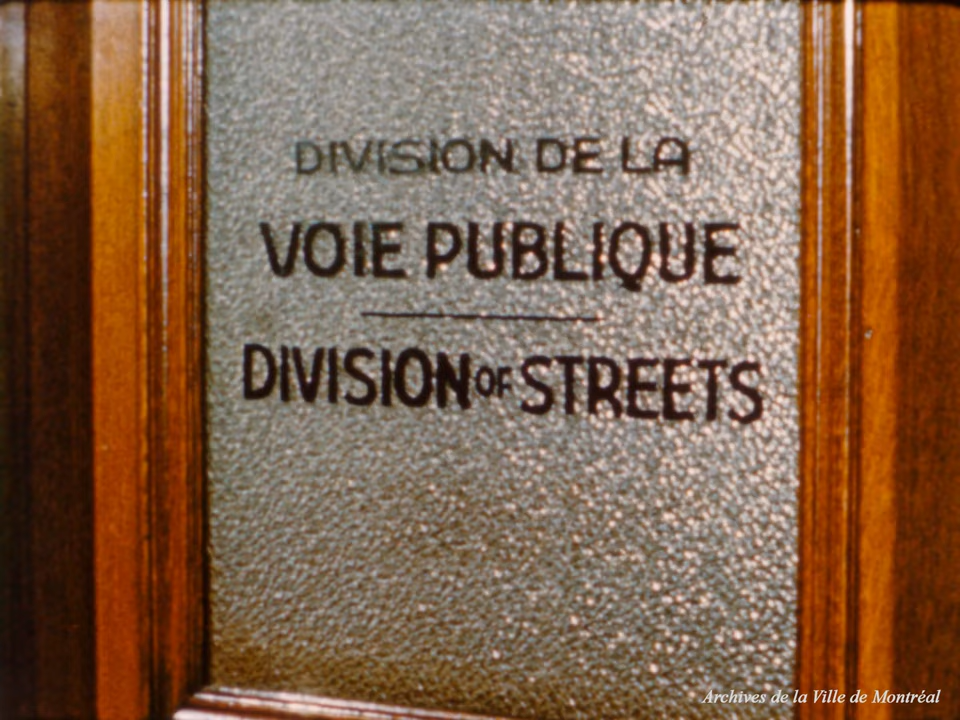 DIVISION DE LA
VOIE PUBLIQUE
DIVISION OF STREETS
Archives de la Ville de Montréal